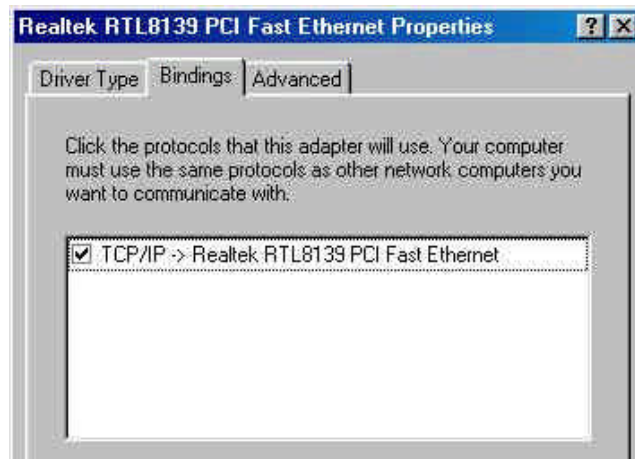 Realtek RTL8139 PCI Fast Ethernet Properties
Driver Type Bindings Advanced
Click the protocols that this adapter will use. Your computer
must use the same protocols as other network computers you
want to communicate with.
TCP/IP -> Realtek RTL8139 PCI Fast Ethernet